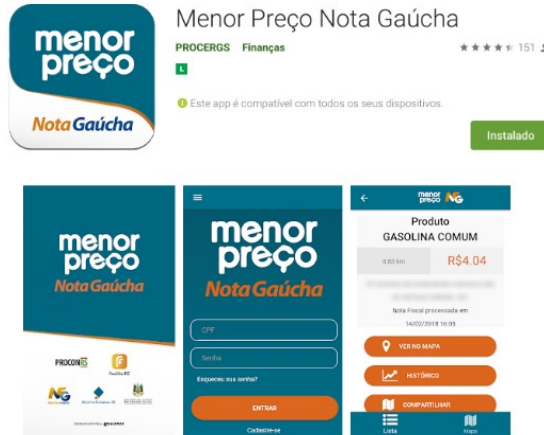 menor
preço
Nota Gaúcha
Menor Preço Nota Gaúcha
PROCERGS Finanças
151
L
Este app é compatível com todos os seus dispositivos.
Instalado
menor
preço
Nota Gaúcha
PROCON RS
NG
menor
preço
Nota Gaúcha
CPF
Senha
Esqueceu sua senha?
ENTRAR
Cadastre-se
menor
preço
NG
Produto
GASOLINA COMUM
R$4.04
Nota Fiscal processada em
14/02/2018 16:05
VER NO MAPA
HISTÓRICO
COMPARTILHAR
Lista
Mapa